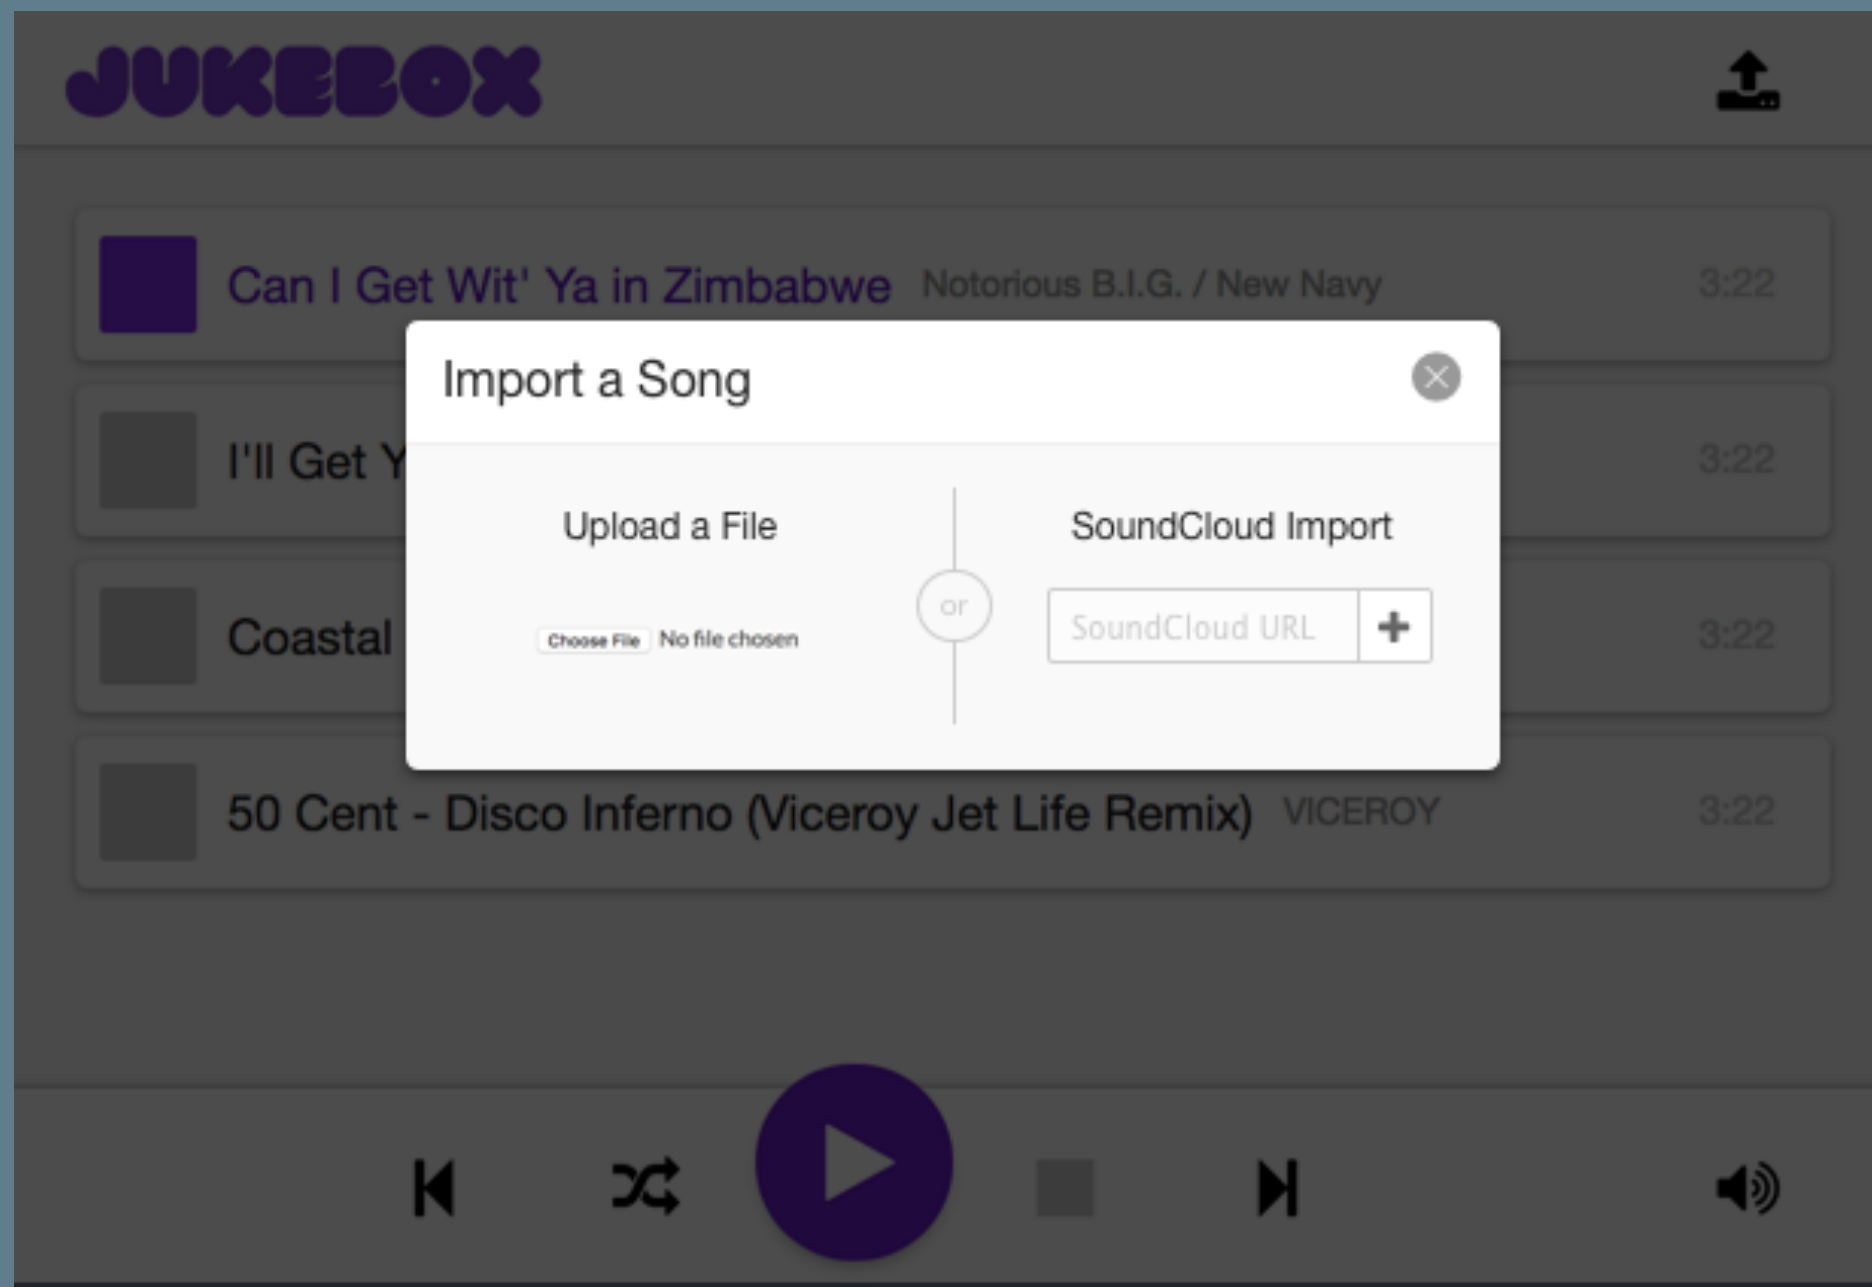 JUKEBOX
Can I Get Wit' Ya in Zimbabwe Notorious B.I.G. / New Navy 3:22
Import a Song
I'll Get Y 3:22
Upload a File
SoundCloud Import
or
SoundCloud URL
Choose File No file chosen
Coastal 3:22
50 Cent - Disco Inferno (Viceroy Jet Life Remix) VICEROY 3:22